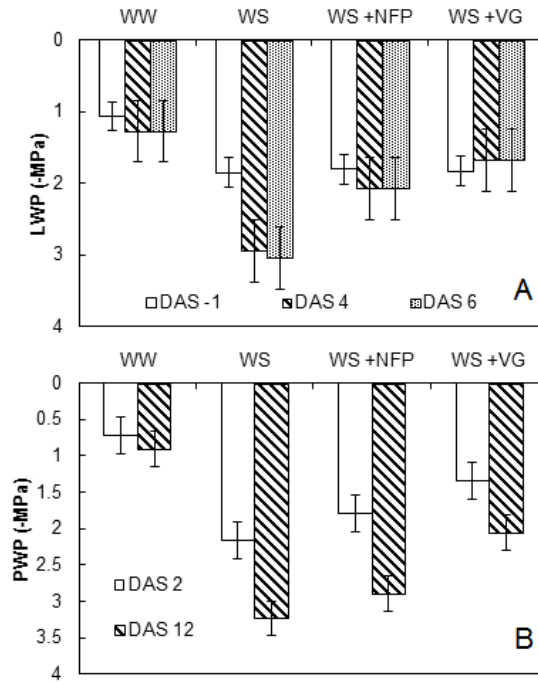 WW WS WS +NFP WS +VG
0
1
2
3
4
LWP (-MPa)
DAS -1 DAS 4 DAS 6
A
WW WS WS +NFP WS +VG
0
0.5
1
1.5
2
2.5
3
3.5
4
PWP (-MPa)
DAS 2
DAS 12
B